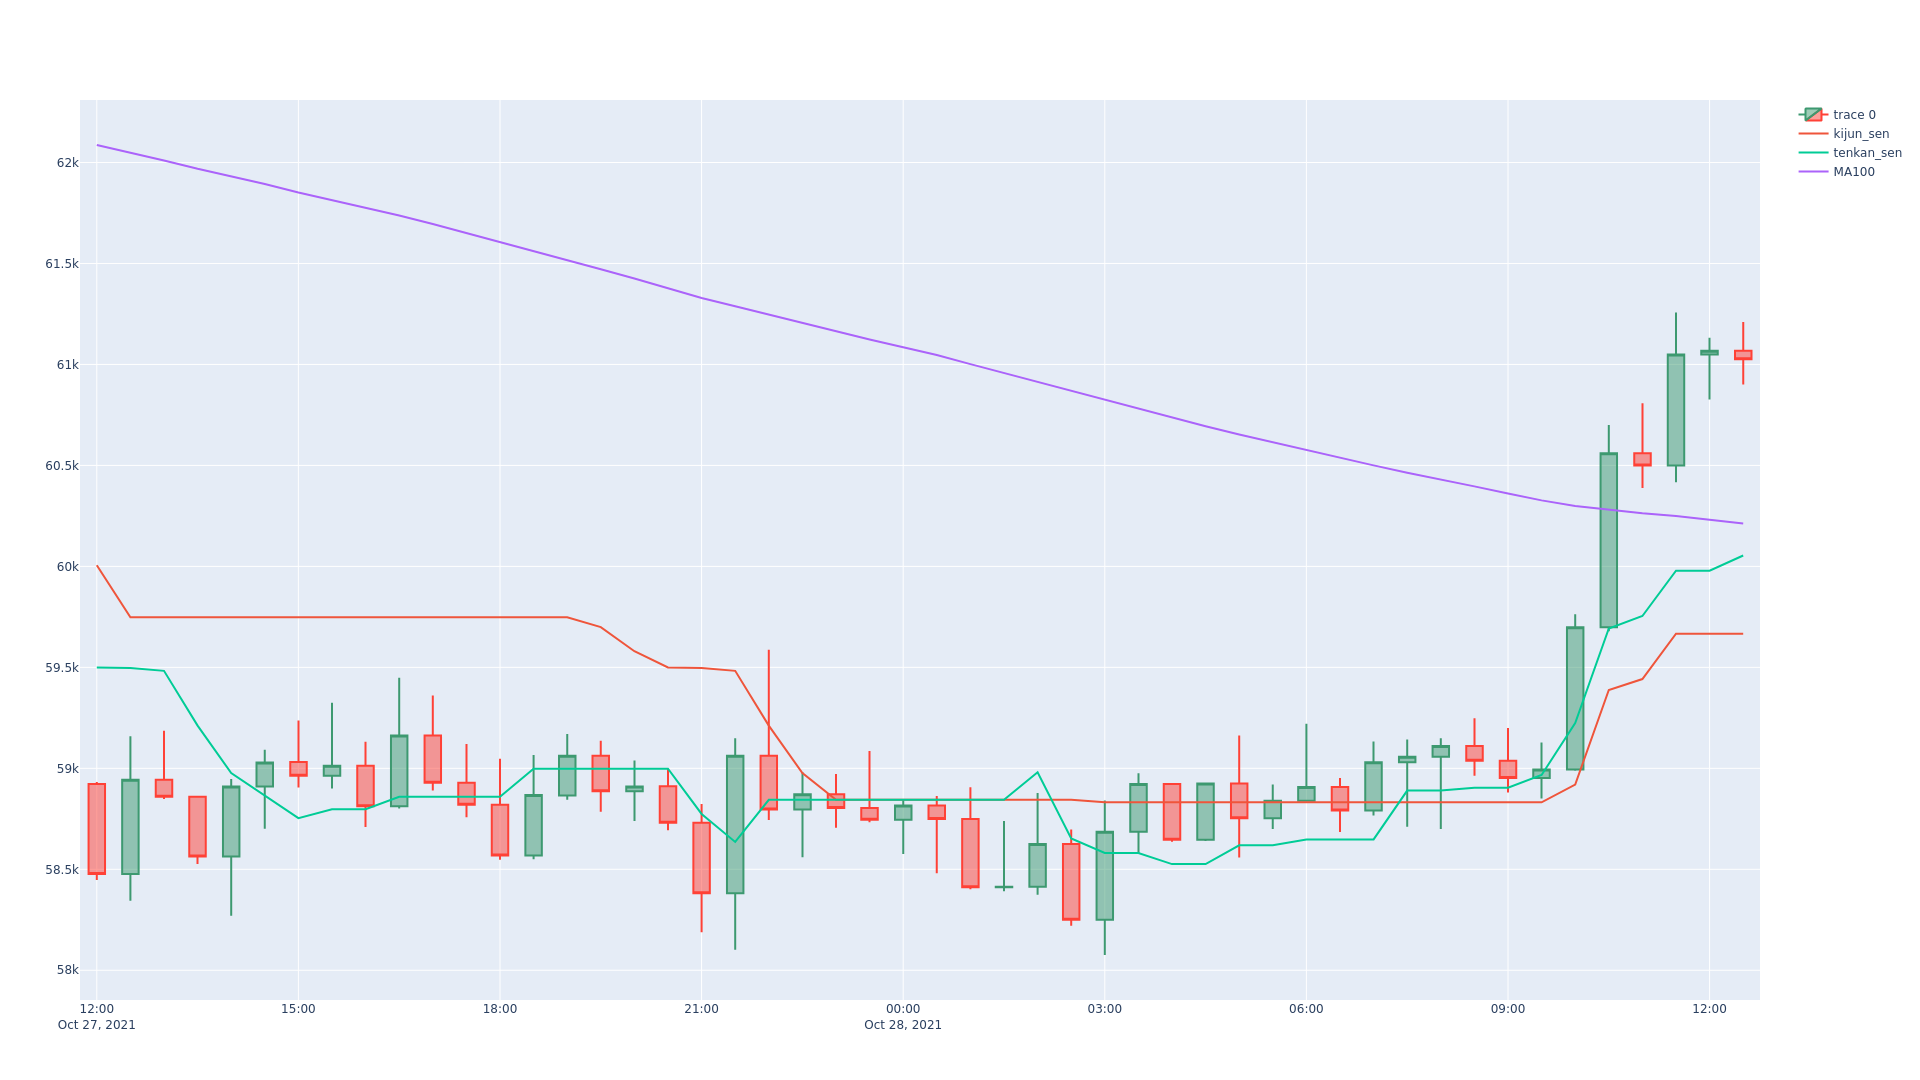 trace 0
kijun_sen
tenkan_sen
MA100
62k
61.5k
61k
60.5k
60k
59.5k
59k
58.5k
58k
12:00 15:00 18:00 21:00 00:00 03:00 06:00 09:00 12:00
Oct 27, 2021 Oct 28, 2021